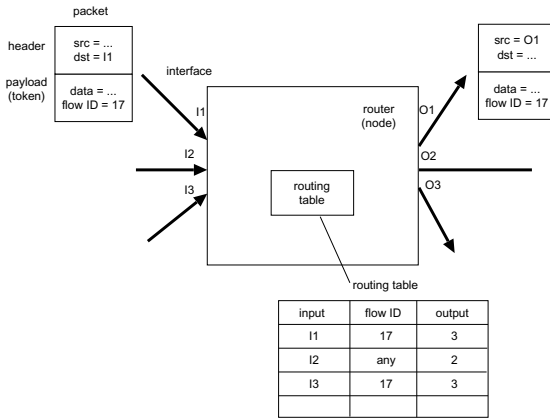 packet
header
src = ...
dst = I1
payload
(token)
data = ...
flow ID = 17
interface
I1
I2
I3
router
(node)
routing
table
O1
O2
O3
src = O1
dst = ...
data = ...
flow ID = 17
routing table
input flow ID output
I1 17 3
I2 any 2
I3 17 3